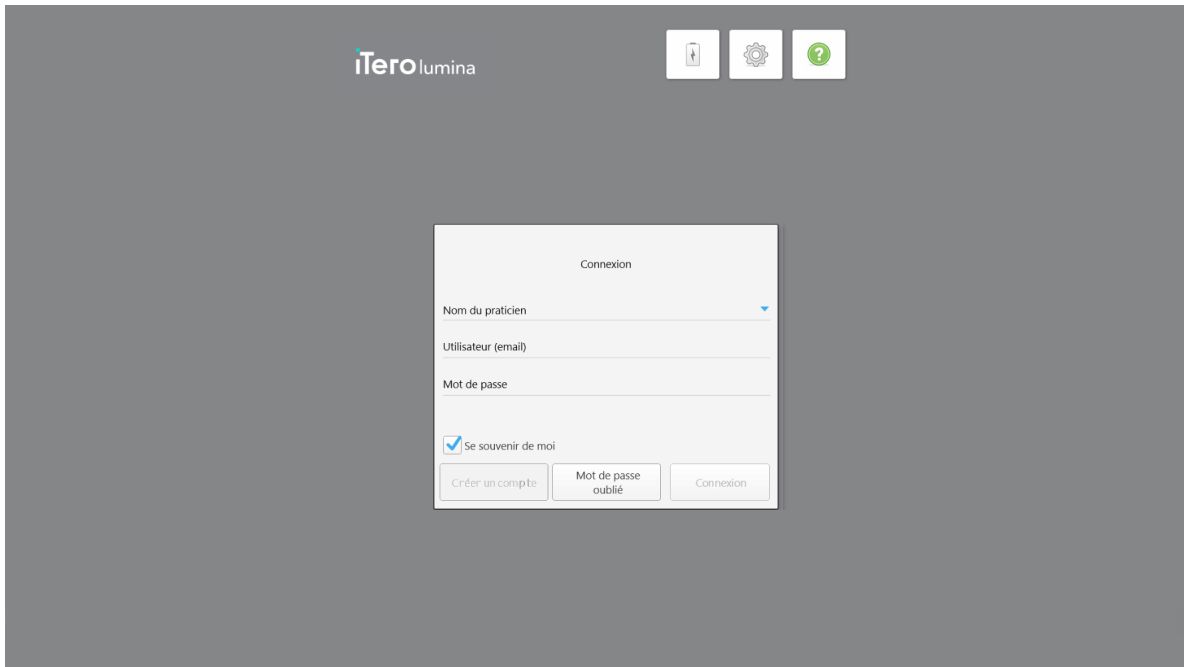 iTero lumina
?
Connexion
Nom du praticien
Utilisateur (email)
Mot de passe
Se souvenir de moi
Créer un compte
Mot de passe
oublié
Connexion